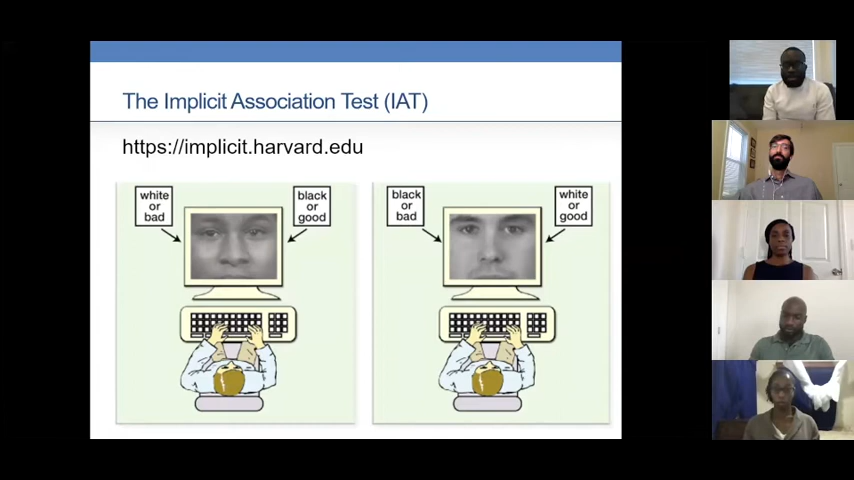 The Implicit Association Test (IAT)
https://implicit.harvard.edu
white
or
bad
black
or
good
black
or
bad
white
or
good